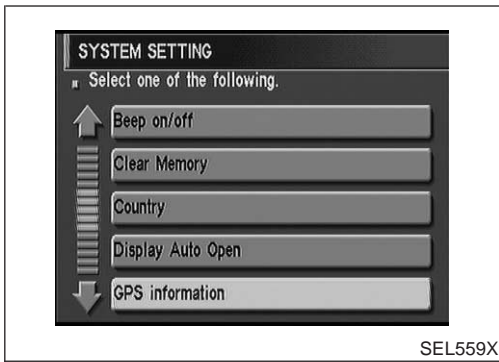 SYSTEM SETTING
Select one of the following.
Beep on/off
Clear Memory
Country
Display Auto Open
GPS information
SEL559X